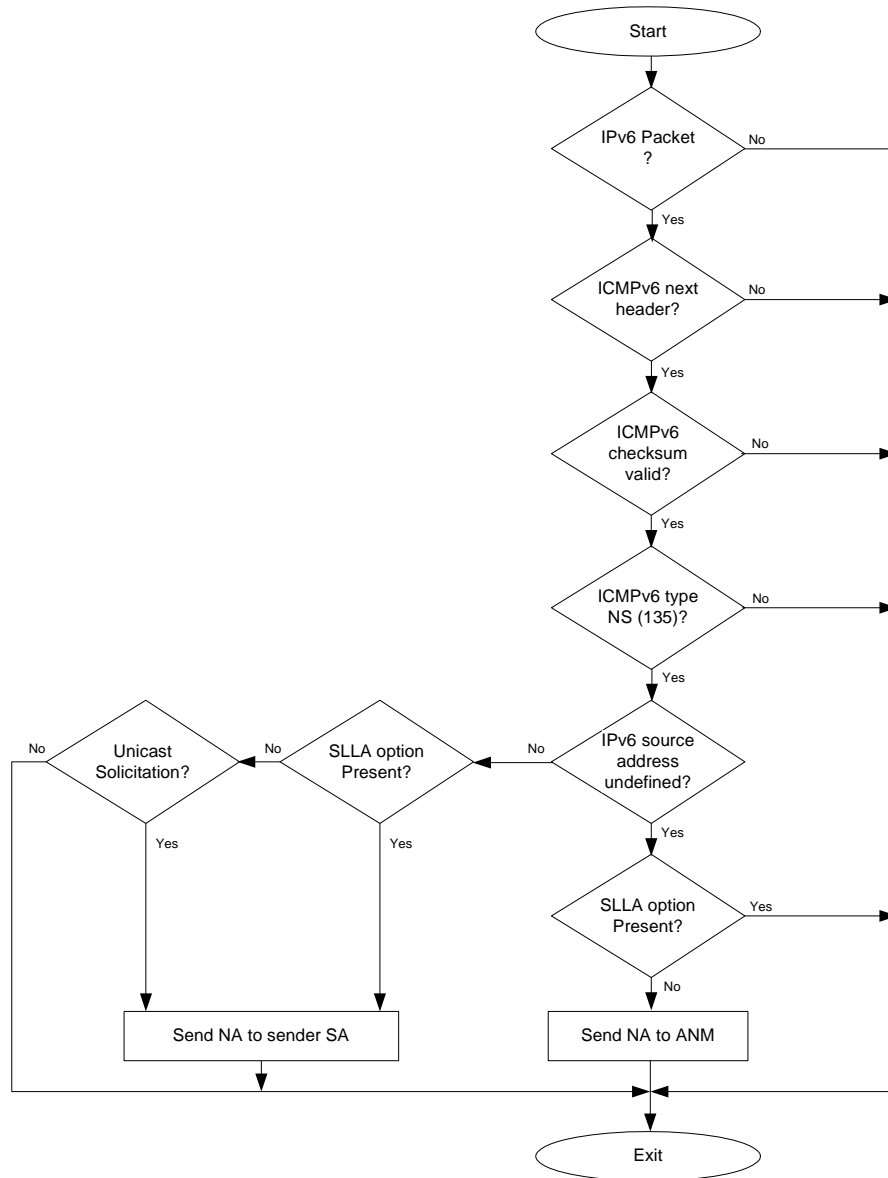 Start
IPv6 Packet
?
No
Yes
ICMPv6 next
header?
No
Yes
ICMPv6
checksum
valid?
No
Yes
ICMPv6 type
NS (135)?
No
Yes
IPv6 source
address
undefined?
No
Yes
SLLA option
Present?
No
Yes
Unicast
Solicitation?
No
Yes
SLLA option
Present?
Yes
No
Send NA to sender SA
Send NA to ANM
Exit